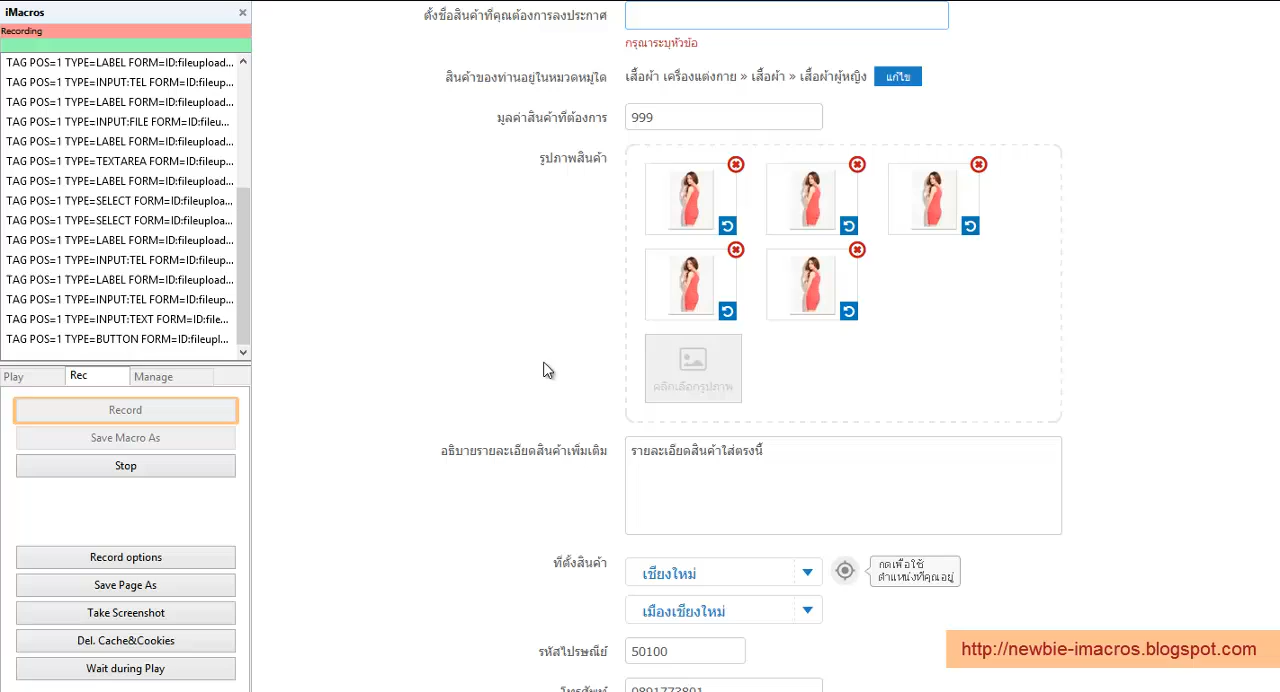 iMacros
Recording
TAG POS=1 TYPE=LABEL FORM=ID:fileupload...
TAG POS=1 TYPE=INPUT:TEL FORM=ID:fileup...
TAG POS=1 TYPE=LABEL FORM=ID:fileupload...
TAG POS=1 TYPE=INPUT:FILE FORM=ID:fileu...
TAG POS=1 TYPE=LABEL FORM=ID:fileupload...
TAG POS=1 TYPE=TEXTAREA FORM=ID:fileup...
TAG POS=1 TYPE=LABEL FORM=ID:fileupload...
TAG POS=1 TYPE=SELECT FORM=ID:fileuploa...
TAG POS=1 TYPE=SELECT FORM=ID:fileuploa...
TAG POS=1 TYPE=LABEL FORM=ID:fileupload...
TAG POS=1 TYPE=INPUT:TEL FORM=ID:fileup...
TAG POS=1 TYPE=LABEL FORM=ID:fileupload...
TAG POS=1 TYPE=INPUT:TEL FORM=ID:fileup...
TAG POS=1 TYPE=INPUT:TEXT FORM=ID:file...
TAG POS=1 TYPE=BUTTON FORM=ID:fileupl...
Play Rec Manage
Record
Save Macro As
Stop
Record options
Save Page As
Take Screenshot
Del. Cache&Cookies
Wait during Play
ตั้งชื่อสินค้าที่คุณต้องการลงประกาศ
กรุณาระบุหัวข้อ
สินค้าของท่านอยู่ในหมวดหมู่ใด เสื้อผ้า เครื่องแต่งกาย » เสื้อผ้า » เสื้อผ้าผู้หญิง แก้ไข
มูลค่าสินค้าที่ต้องการ 999
รูปภาพสินค้า
คลิกเลือกรูปภาพ
อธิบายรายละเอียดสินค้าเพิ่มเติม รายละเอียดสินค้าใส่ตรงนี้
ที่ตั้งสินค้า เชียงใหม่ กดเพื่อใช้
ตำแหน่งที่คุณอยู่
เมืองเชียงใหม่
รหัสไปรษณีย์ 50100
โทรศัพท์ 0891773891
http://newbie-imacros.blogspot.com